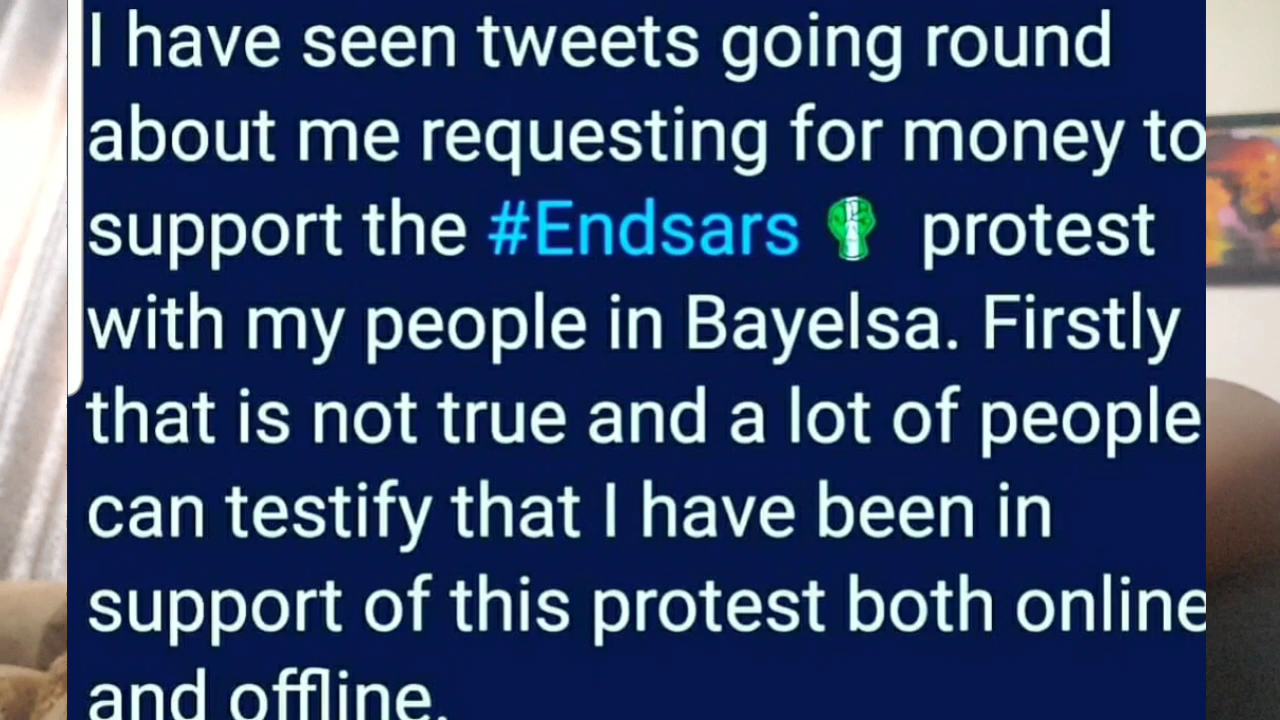 I have seen tweets going round
about me requesting for money to
support the #Endsars protest
with my people in Bayelsa. Firstly
that is not true and a lot of people
can testify that I have been in
support of this protest both online
and offline.